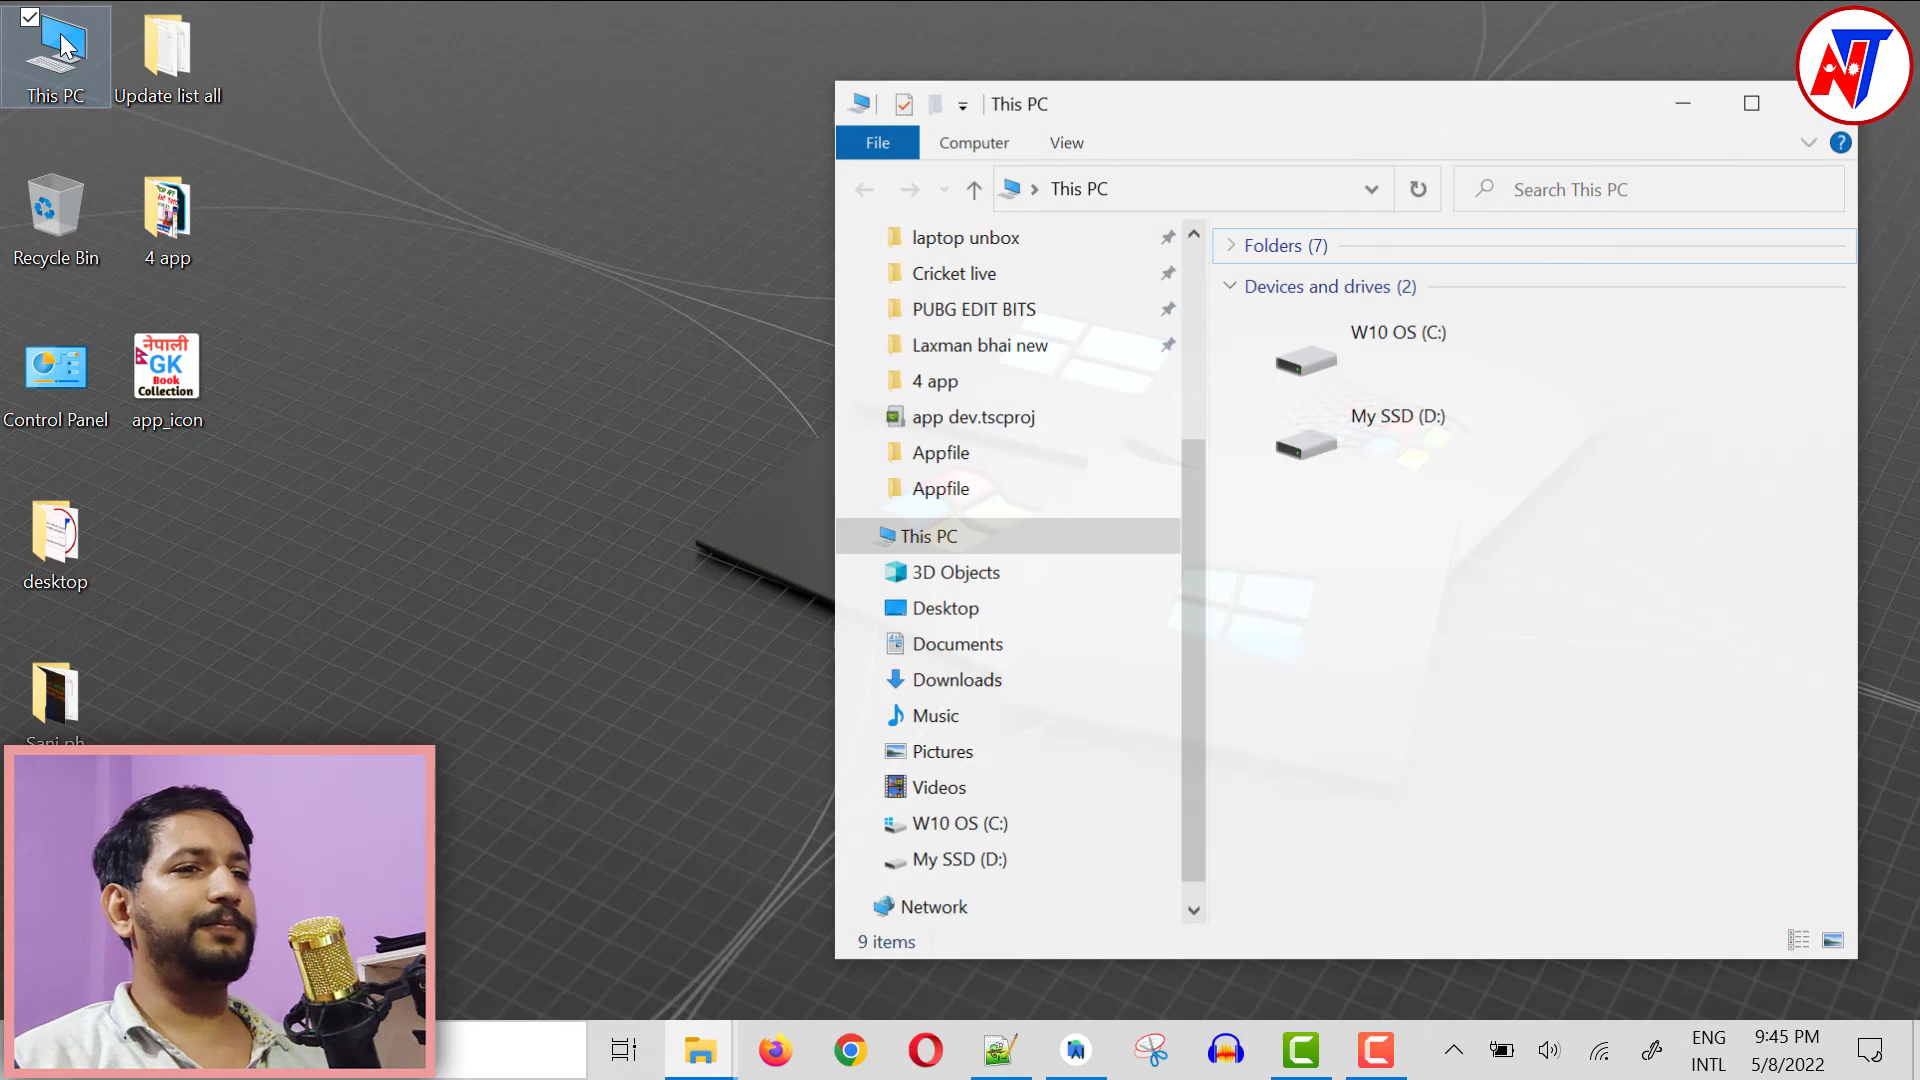 This PC
Update list all
Recycle Bin
4 app
Control Panel
नेपाली
GK
Book
Collection
app_icon
desktop
This PC
File
Computer
View
This PC
Search This PC
laptop unbox
Cricket live
PUBG EDIT BITS
Laxman bhai new
4 app
app dev.tscproj
Appfile
Appfile
This PC
3D Objects
Desktop
Documents
Downloads
Music
Pictures
Videos
W10 OS (C:)
My SSD (D:)
Network
Folders (7)
Devices and drives (2)
W10 OS (C:)
My SSD (D:)
9 items
NT
ENG
INTL
9:45 PM
5/8/2022